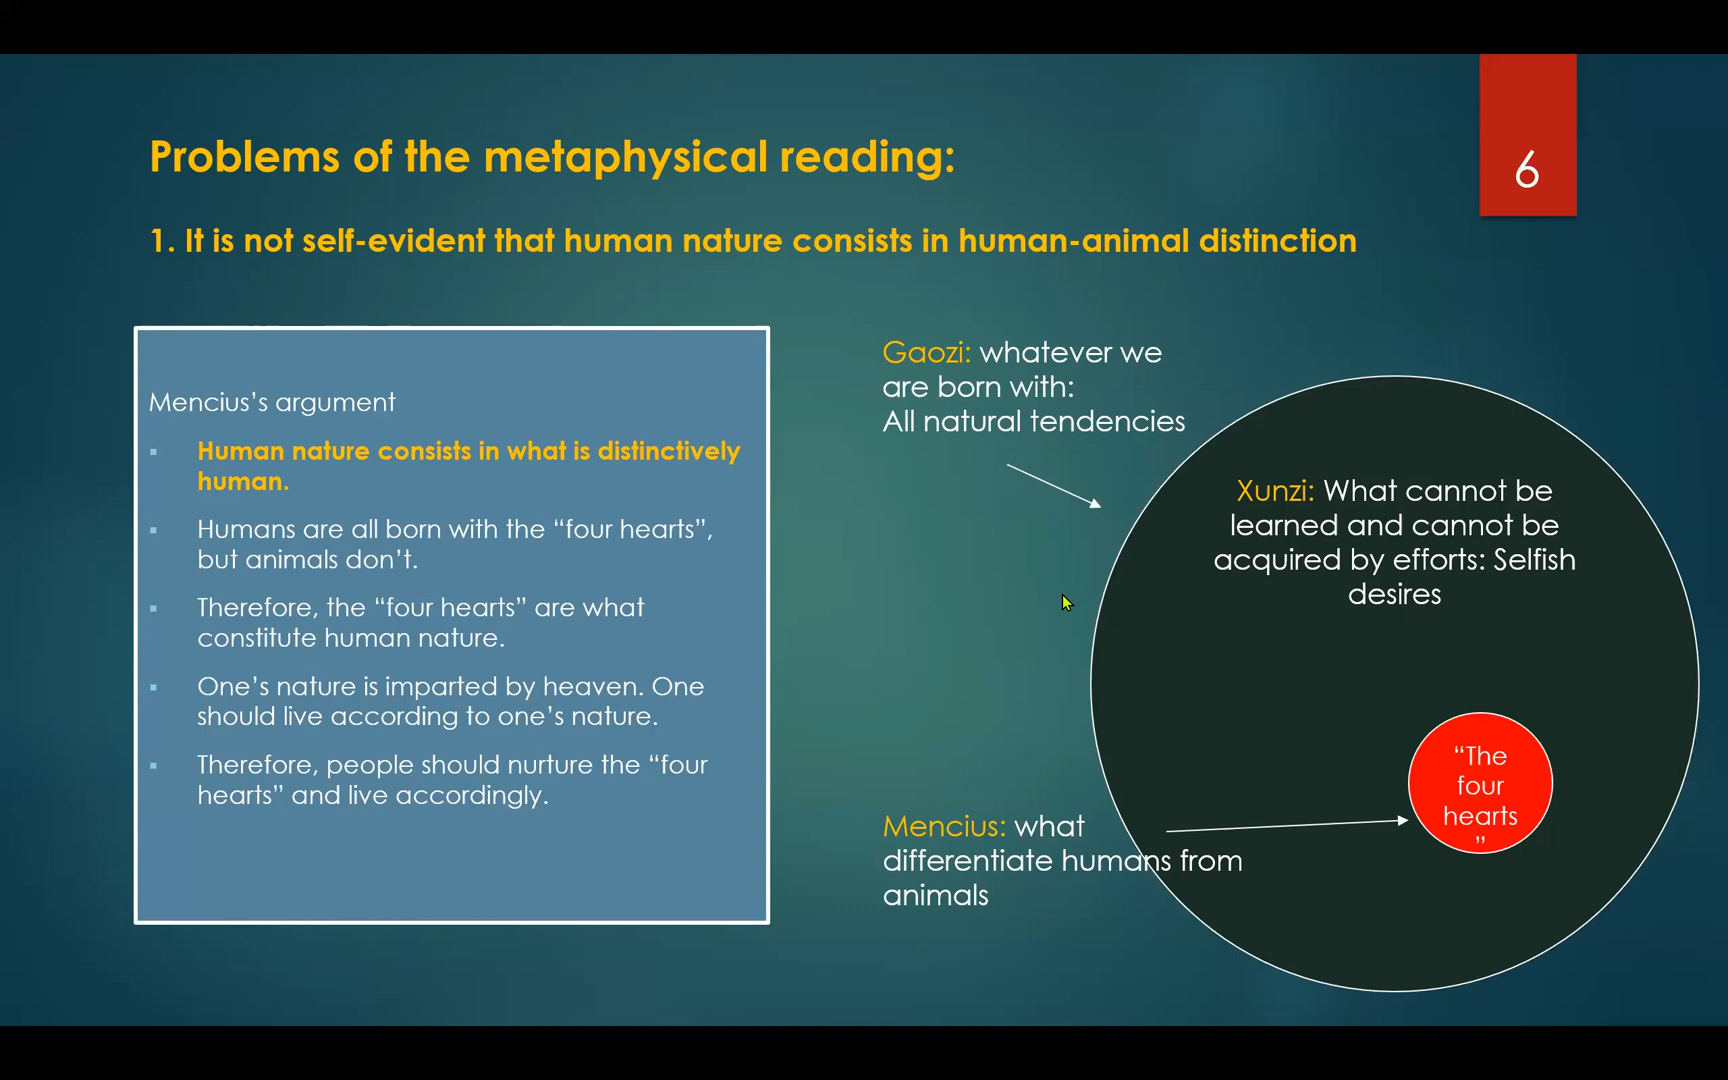 Problems of the metaphysical reading:
6
1. It is not self-evident that human nature consists in human-animal distinction
Mencius’s argument
▪ Human nature consists in what is distinctively
human.
▪ Humans are all born with the “four hearts”,
but animals don’t.
▪ Therefore, the “four hearts” are what
constitute human nature.
▪ One’s nature is imparted by heaven. One
should live according to one’s nature.
▪ Therefore, people should nurture the “four
hearts” and live accordingly.
Gaozi: whatever we
are born with:
All natural tendencies
Xunzi: What cannot be
learned and cannot be
acquired by efforts: Selfish
desires
“The
four
hearts
”
Mencius: what
differentiate humans from
animals